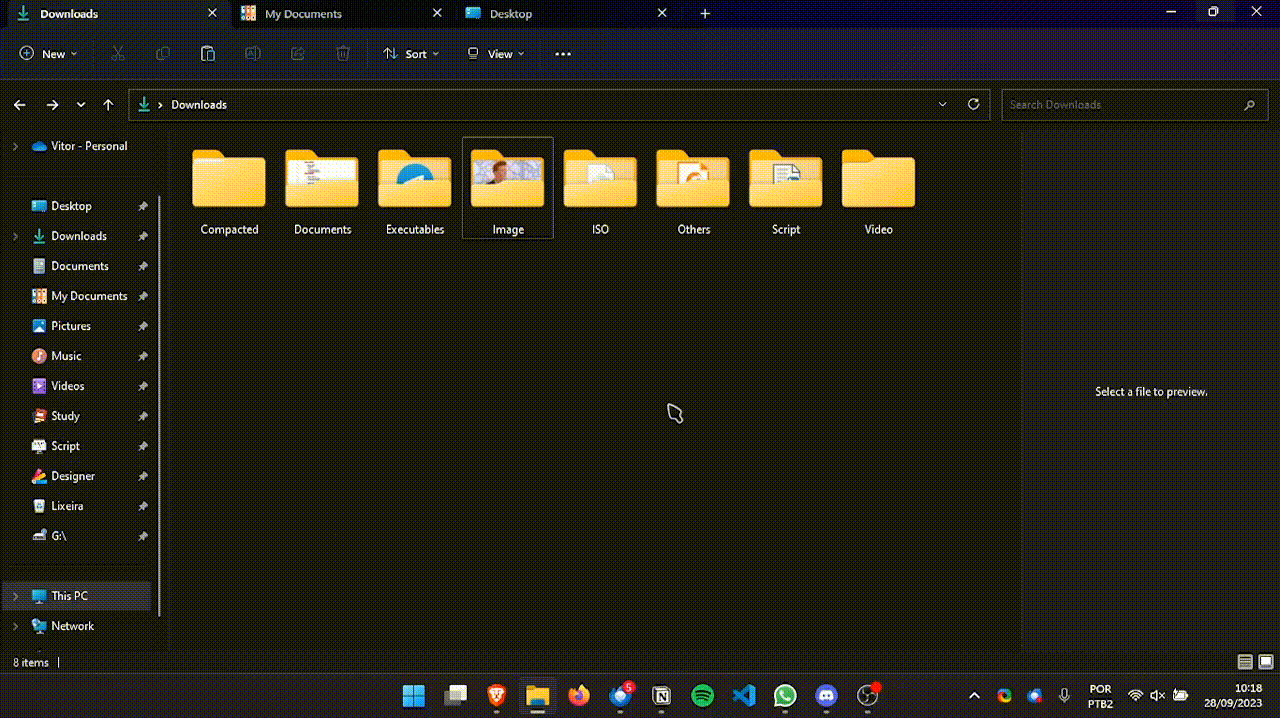 Downloads
My Documents
Desktop
New
Sort
View
Downloads
Search Downloads
Vitor - Personal
Desktop
Downloads
Documents
My Documents
Pictures
Music
Videos
Study
Script
Designer
Lixeira
G:\
This PC
Network
Compacted
Documents
Executables
Image
ISO
Others
Script
Video
Select a file to preview.
8 items
5
POR
PTB2
10:18
28/09/2023